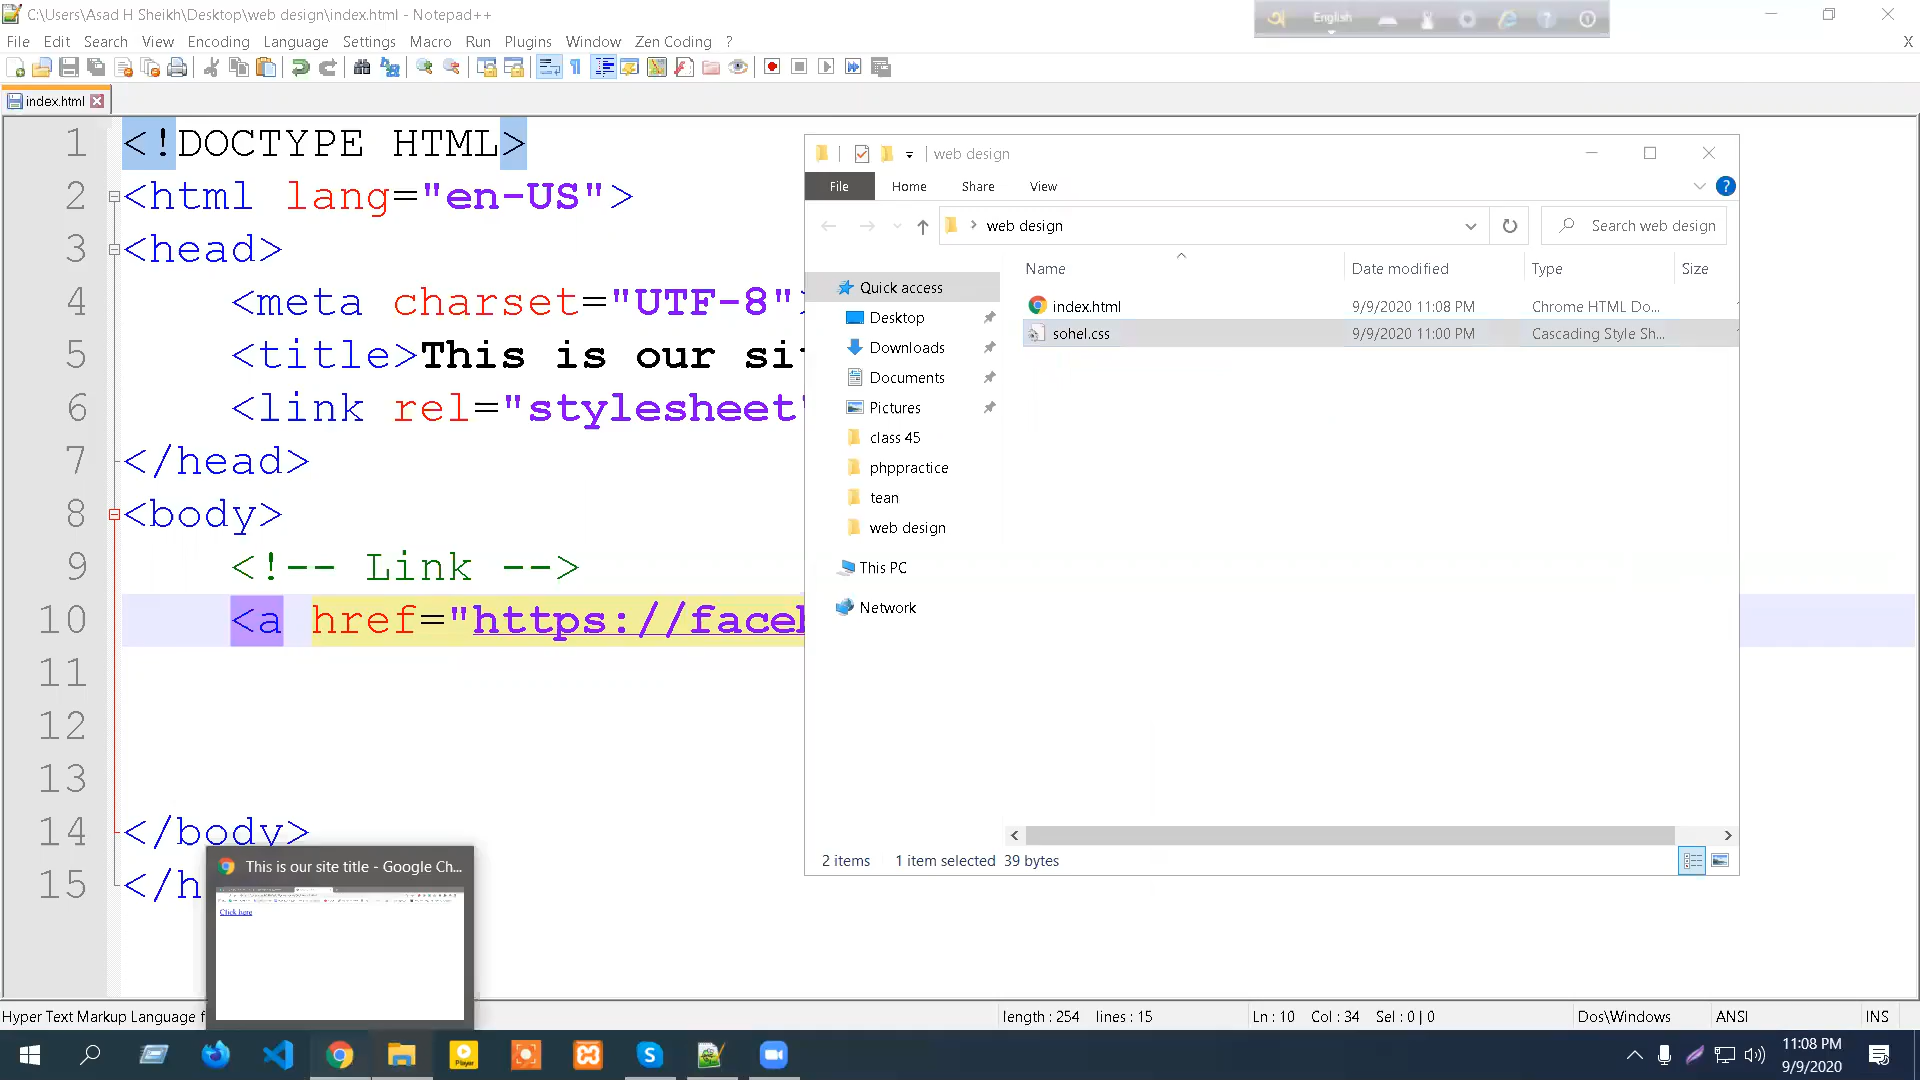 C:\Users\Asad H Sheikh\Desktop\web design\index.html - Notepad++
English
File Edit Search View Encoding Language Settings Macro Run Plugins Window Zen Coding ? X
index.html
1 <!DOCTYPE HTML>
2 <html lang="en-US">
3 <head>
4 <meta charset="UTF-8">
5 <title>This is our si
6 <link rel="stylesheet"
7 </head>
8 <body>
9 <!-- Link -->
10 <a href="https://faceb
11
12
13
14 </body>
15 </h
web design
File Home Share View
web design
Search web design
Name Date modified Type Size
Quick access
Desktop
Downloads
Documents
Pictures
class 45
phppractice
tean
web design
This PC
Network
index.html 9/9/2020 11:08 PM Chrome HTML Do...
sohel.css 9/9/2020 11:00 PM Cascading Style Sh...
2 items 1 item selected 39 bytes
This is our site title - Google Ch...
Click here
Hyper Text Markup Language f length : 254 lines : 15 Ln : 10 Col : 34 Sel : 0 | 0 Dos\Windows ANSI INS
Player
11:08 PM
9/9/2020